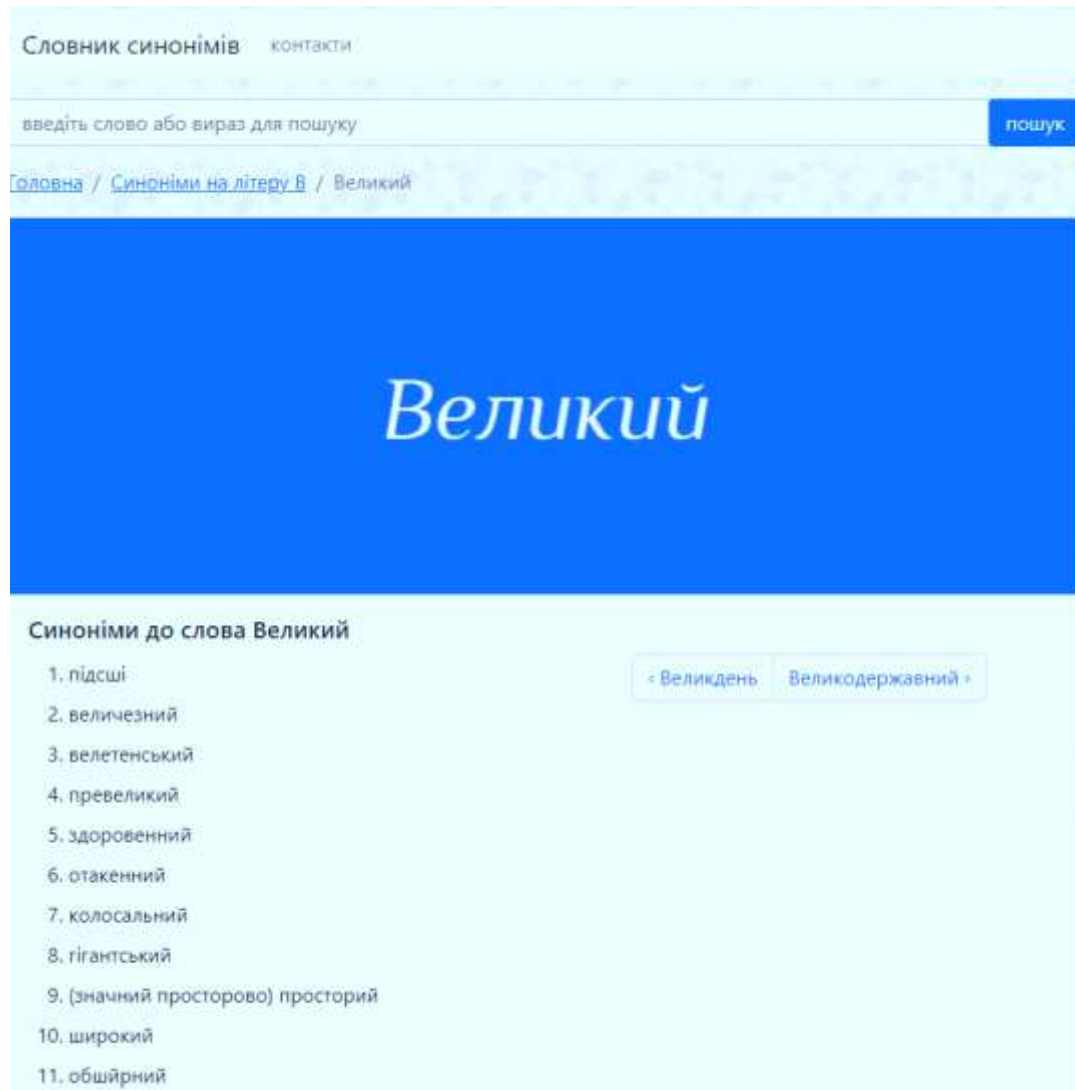 Словник синонімів контакти
введіть слово або вираз для пошуку пошук
Головна / Синоніми на літеру В / Великий
Великий
Синоніми до слова Великий
1. підсші
‹ Великдень Великодержавний ›
2. величезний
3. велетенський
4. превеликий
5. здоровенний
6. отакенний
7. колосальний
8. гігантський
9. (значний просторово) просторий
10. широкий
11. обшйрний